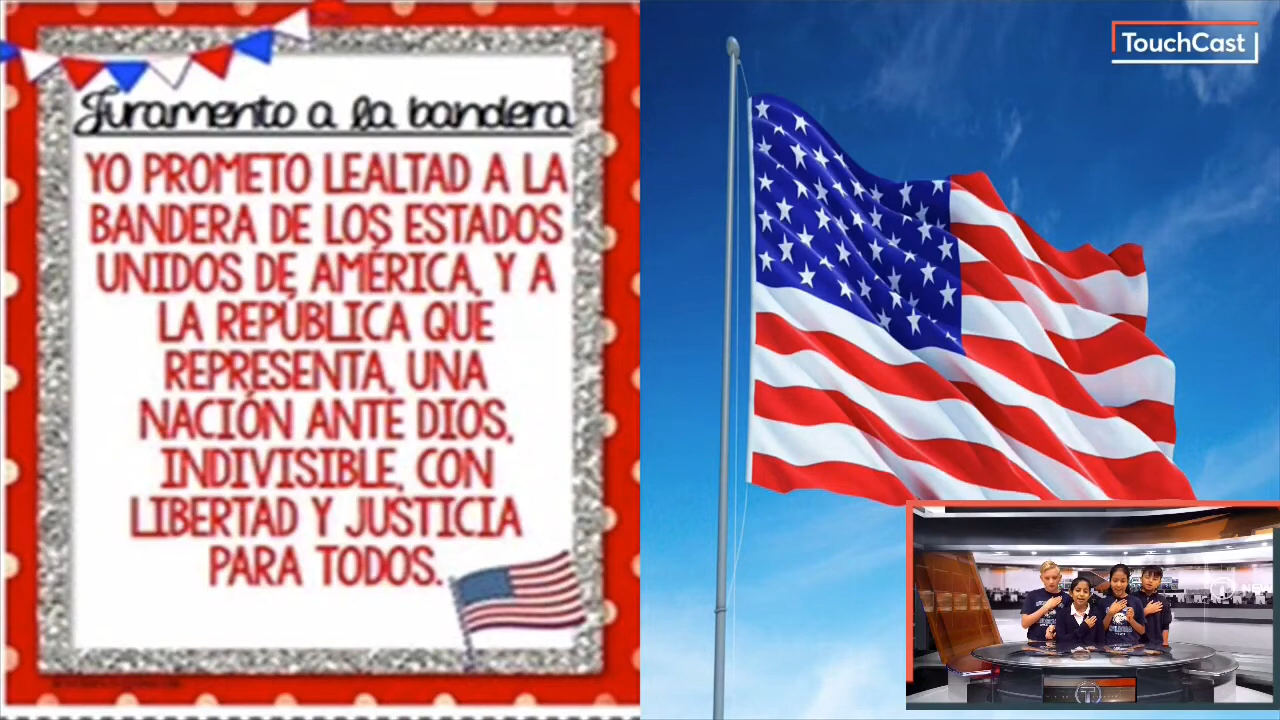 Juramento a la bandera
YO PROMETO LEALTAD A LA
BANDERA DE LOS ESTADOS
UNIDOS DE AMÉRICA, Y A
LA REPÚBLICA QUE
REPRESENTA, UNA
NACIÓN ANTE DIOS,
INDIVISIBLE, CON
LIBERTAD Y JUSTICIA
PARA TODOS.
TouchCast